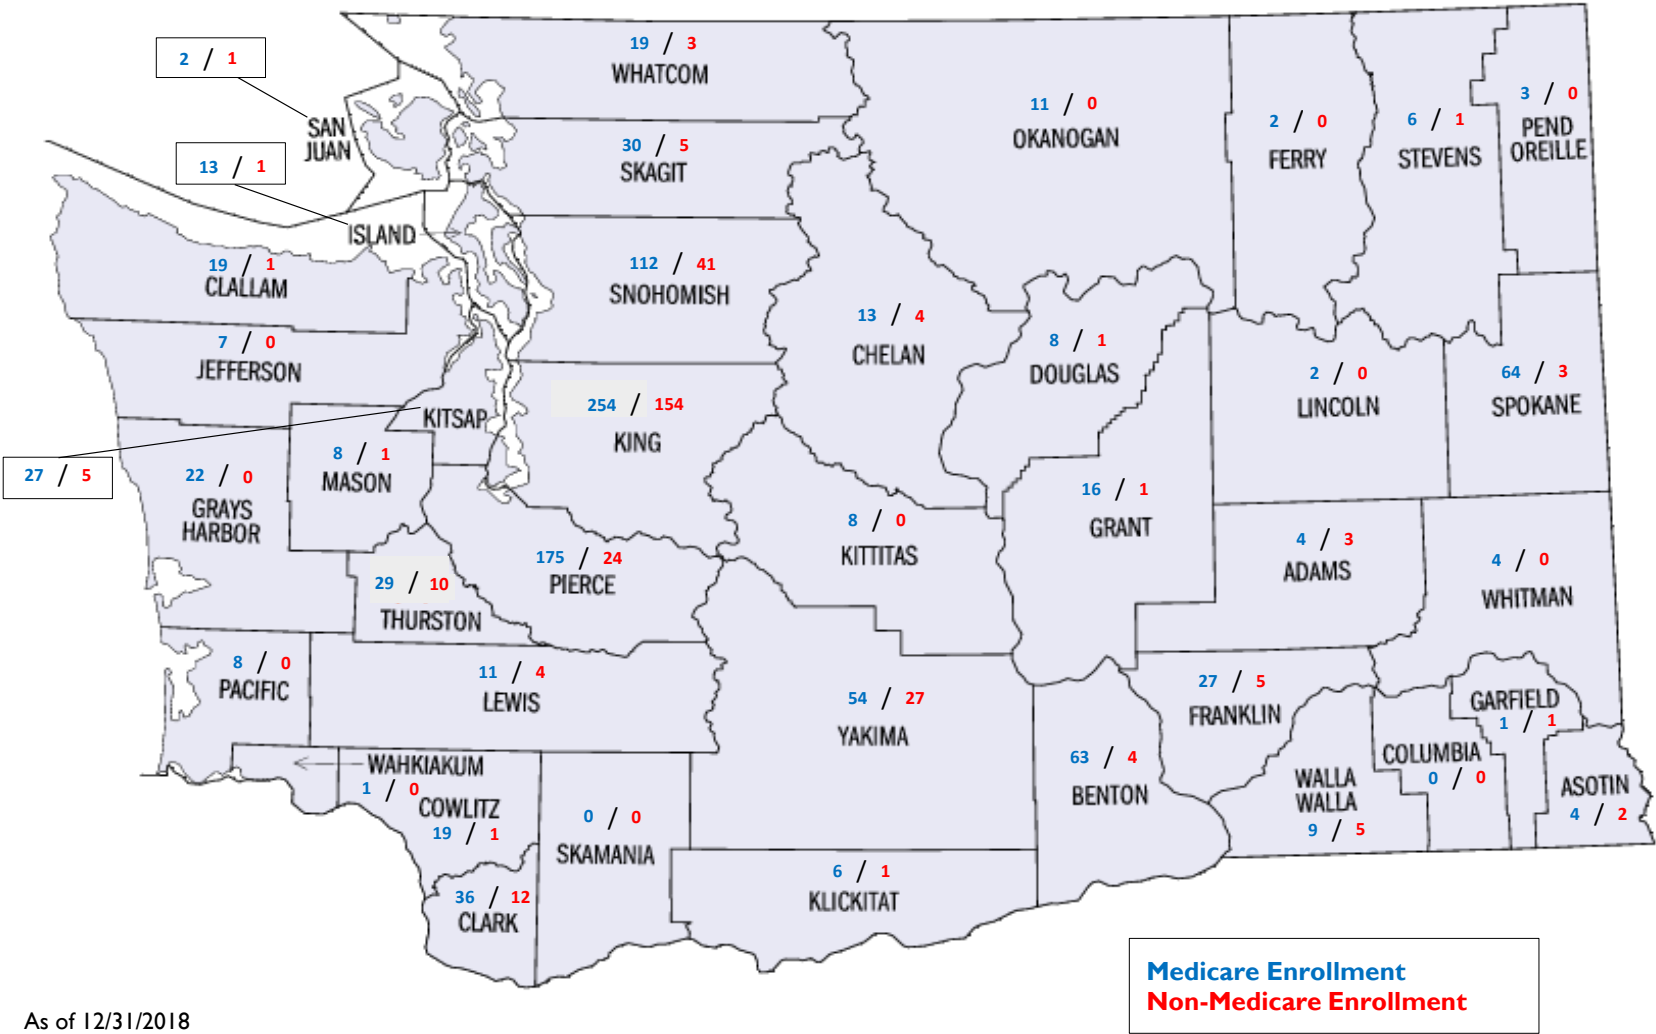 2 / 1
19 / 3
WHATCOM
SAN
JUAN
13 / 1
30 / 5
SKAGIT
11 / 0
OKANOGAN
2 / 0
FERRY
6 / 1
STEVENS
3 / 0
PEND
OREILLE
ISLAND
19 / 1
CLALLAM
112 / 41
SNOHOMISH
7 / 0
JEFFERSON
13 / 4
CHELAN
8 / 1
DOUGLAS
2 / 0
LINCOLN
64 / 3
SPOKANE
KITSAP
27 / 5
254 / 154
KING
8 / 1
MASON
22 / 0
GRAYS
HARBOR
16 / 1
GRANT
8 / 0
KITTITAS
4 / 3
ADAMS
4 / 0
WHITMAN
175 / 24
PIERCE
29 / 10
THURSTON
8 / 0
PACIFIC
11 / 4
LEWIS
54 / 27
YAKIMA
27 / 5
FRANKLIN
GARFIELD
1 / 1
63 / 4
BENTON
COLUMBIA
0 / 0
WALLA
WALLA
9 / 5
ASOTIN
4 / 2
WAHKIAKUM
1 / 0
COWLITZ
19 / 1
0 / 0
SKAMANIA
36 / 12
CLARK
6 / 1
KLICKITAT
Medicare Enrollment
Non-Medicare Enrollment
As of 12/31/2018